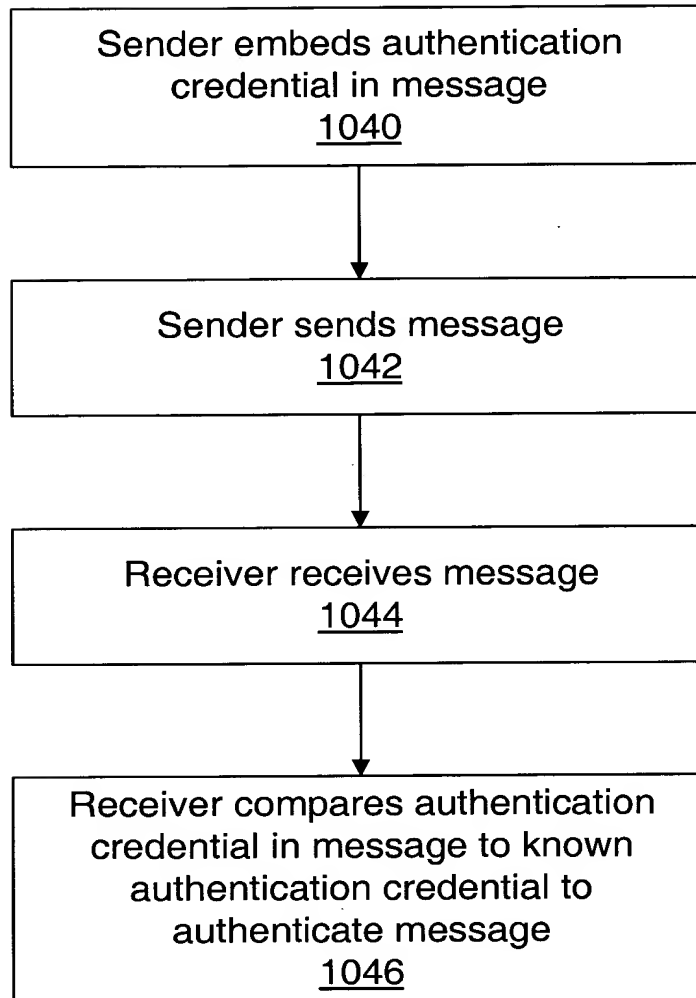 Sender embeds authentication
credential in message
1040
Sender sends message
1042
Receiver receives message
1044
Receiver compares authentication
credential in message to known
authentication credential to
authenticate message
1046